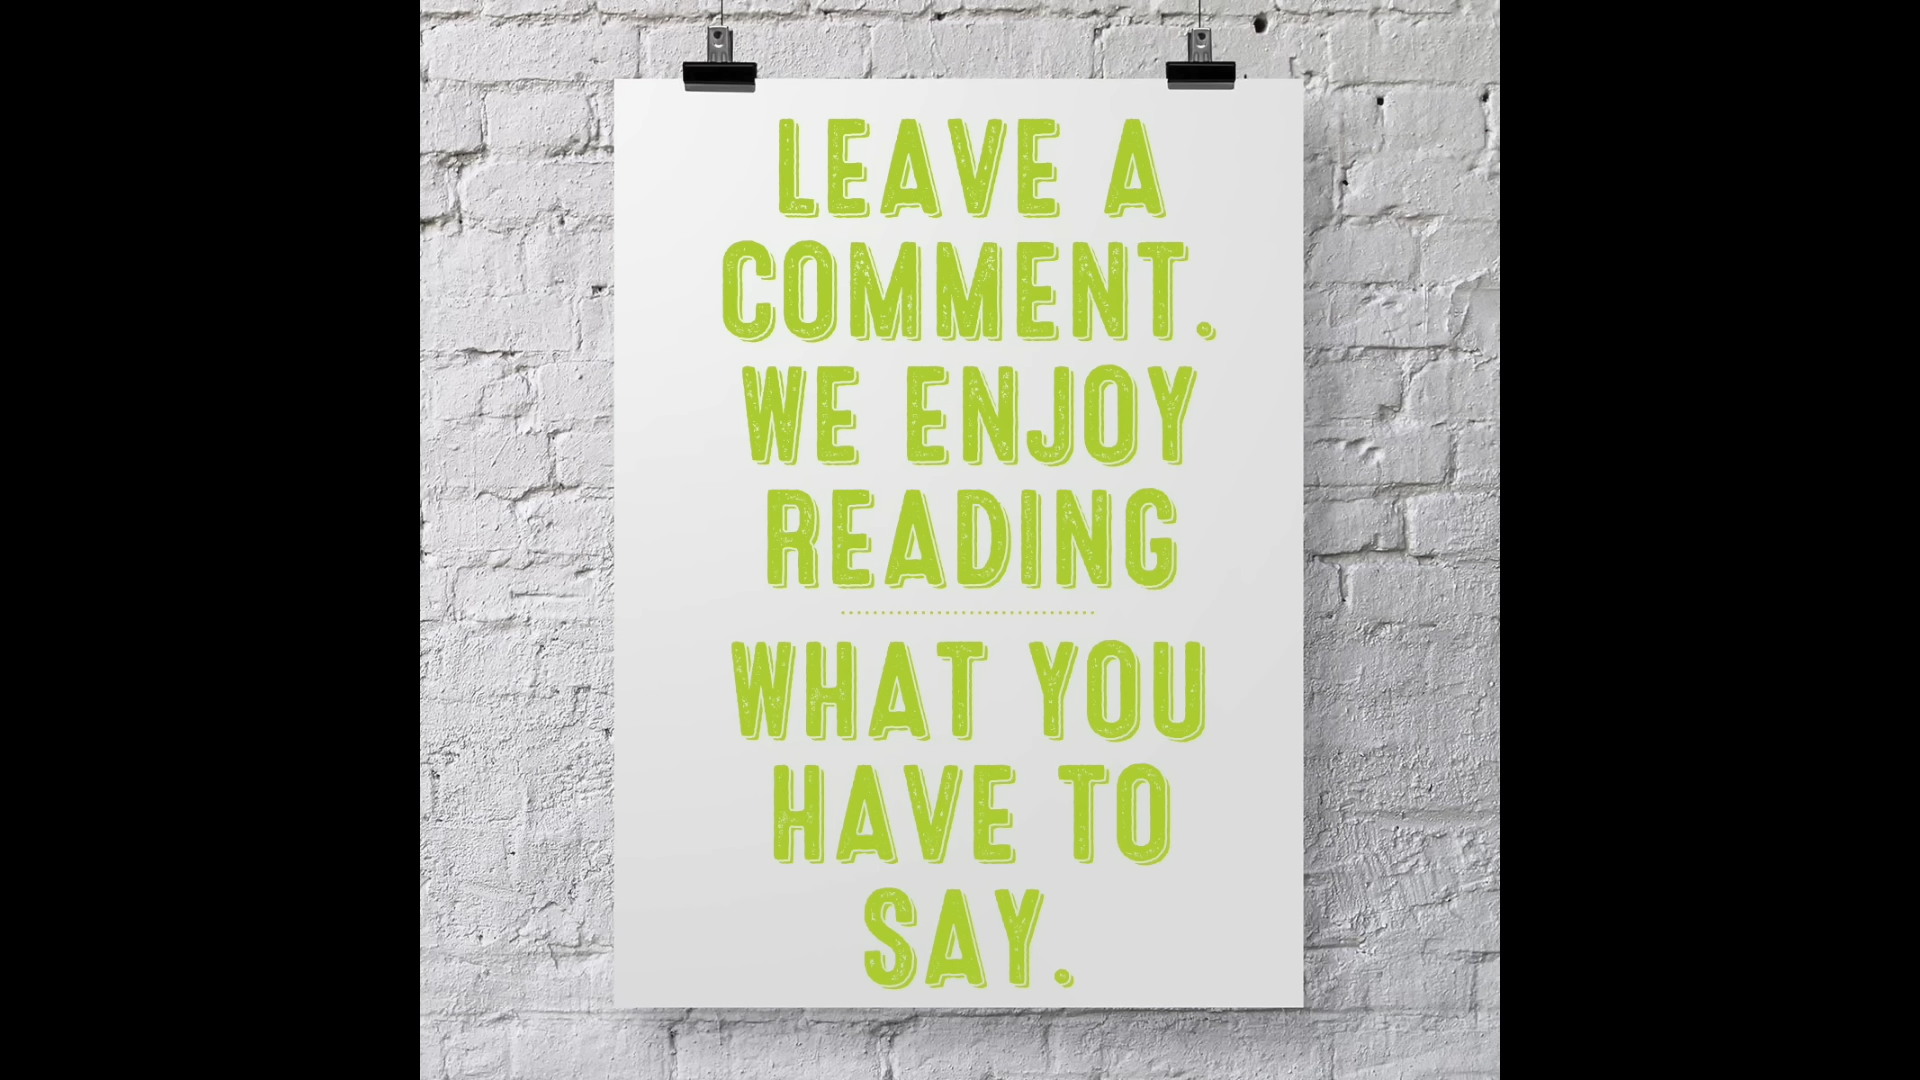 LEAVE A
COMMENT.
WE ENJOY
READING
WHAT YOU
HAVE TO
SAY.